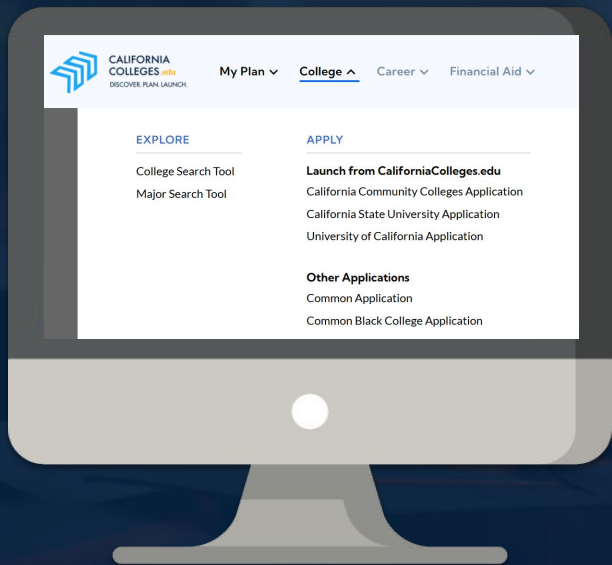 CALIFORNIA
COLLEGES.edu
DISCOVER. PLAN. LAUNCH.
My Plan College Career Financial Aid
EXPLORE
College Search Tool
Major Search Tool
APPLY
Launch from CaliforniaColleges.edu
California Community Colleges Application
California State University Application
University of California Application
Other Applications
Common Application
Common Black College Application